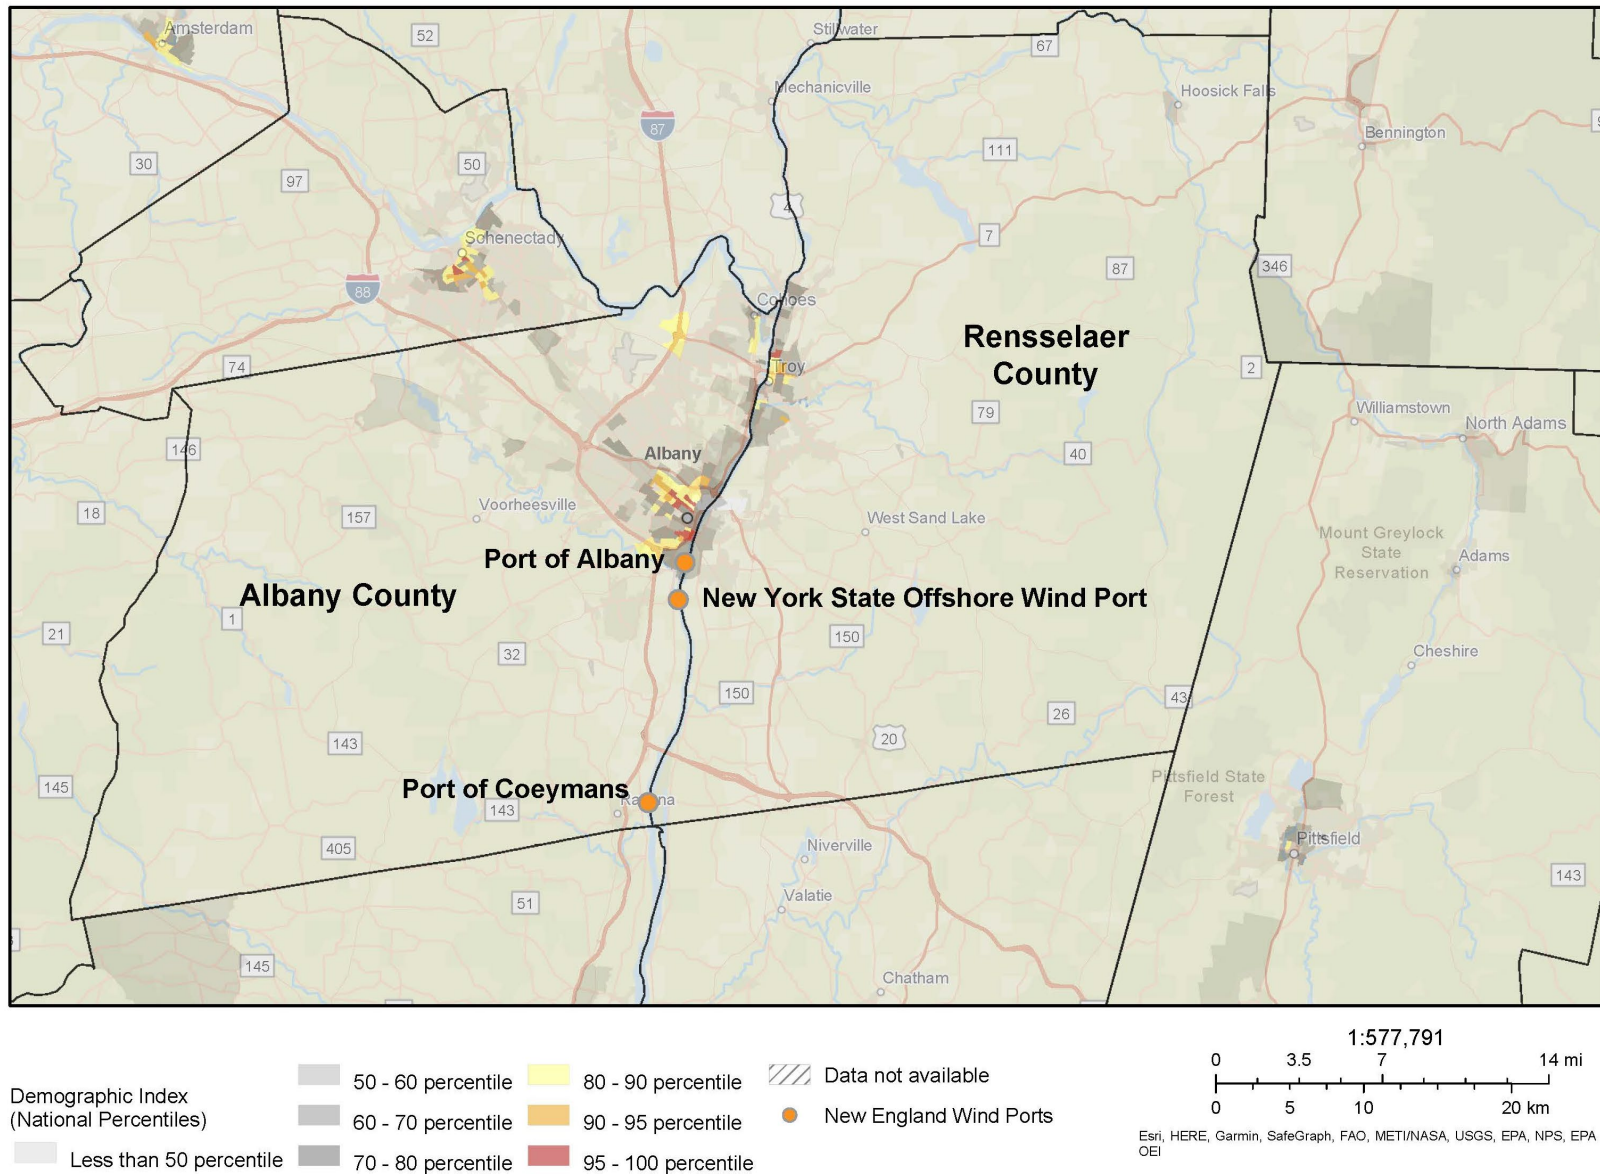 Amsterdam
52
Stillwater
67
Mechanicville
Hoosick Falls
87
Bennington
30
97
50
111
4
Schenectady
7
87
346
88
Cohoes
Rensselaer
County
74
Troy
2
79
Williamstown
North Adams
146
Albany
40
18
157
Voorheesville
West Sand Lake
Mount Greylock
State
Reservation
Adams
Port of Albany
Albany County
New York State Offshore Wind Port
1
21
32
150
Cheshire
150
43
26
143
20
145
Port of Coeymans
143
Pittsfield State
Forest
405
Niverville
Pittsfield
143
51
Valatie
145
Chatham
1:577,791
0 3.5 7 14 mi
0 5 10 20 km
Demographic Index
(National Percentiles)
Less than 50 percentile
50 - 60 percentile
60 - 70 percentile
70 - 80 percentile
80 - 90 percentile
90 - 95 percentile
95 - 100 percentile
Data not available
New England Wind Ports
Esri, HERE, Garmin, SafeGraph, FAO, METI/NASA, USGS, EPA, NPS, EPA
OEI